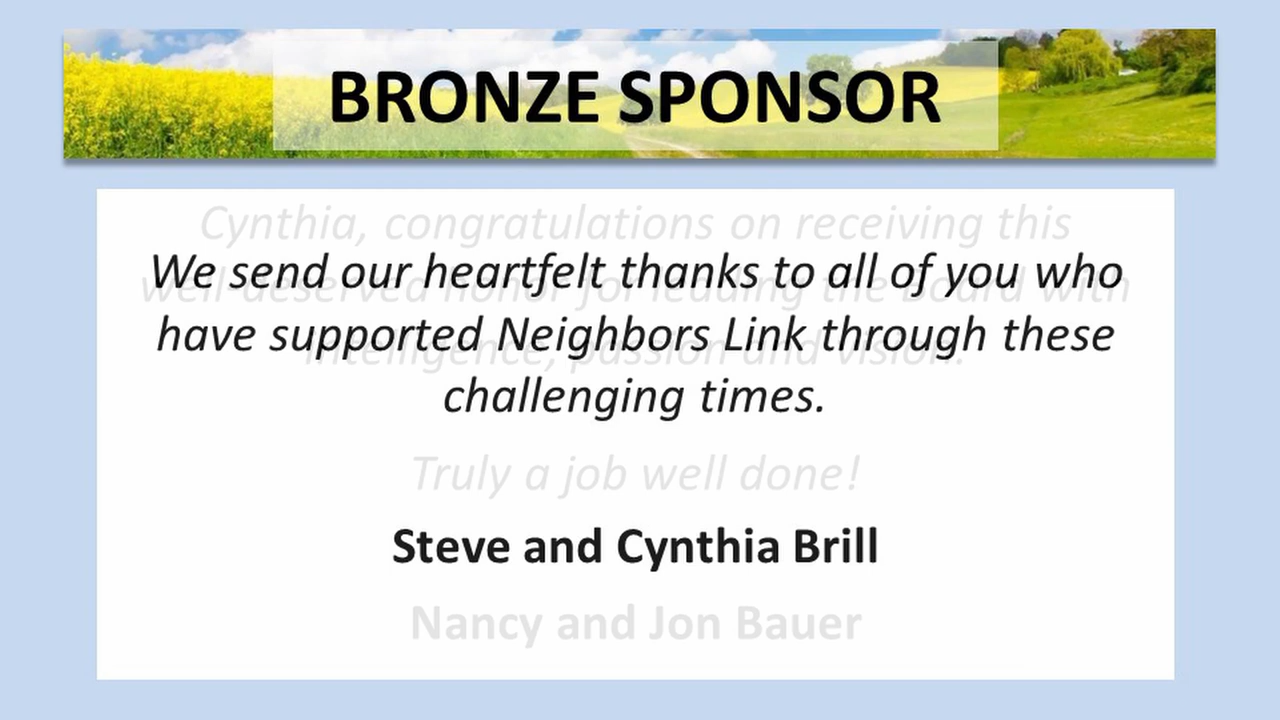 BRONZE SPONSOR
Cynthia, congratulations on receiving this
We send our heartfelt thanks to all of you who
well-deserved honor for leading the Board with
have supported Neighbors Link through these
intelligence, passion and vision.
challenging times.
Truly a job well done!
Steve and Cynthia Brill
Nancy and Jon Bauer